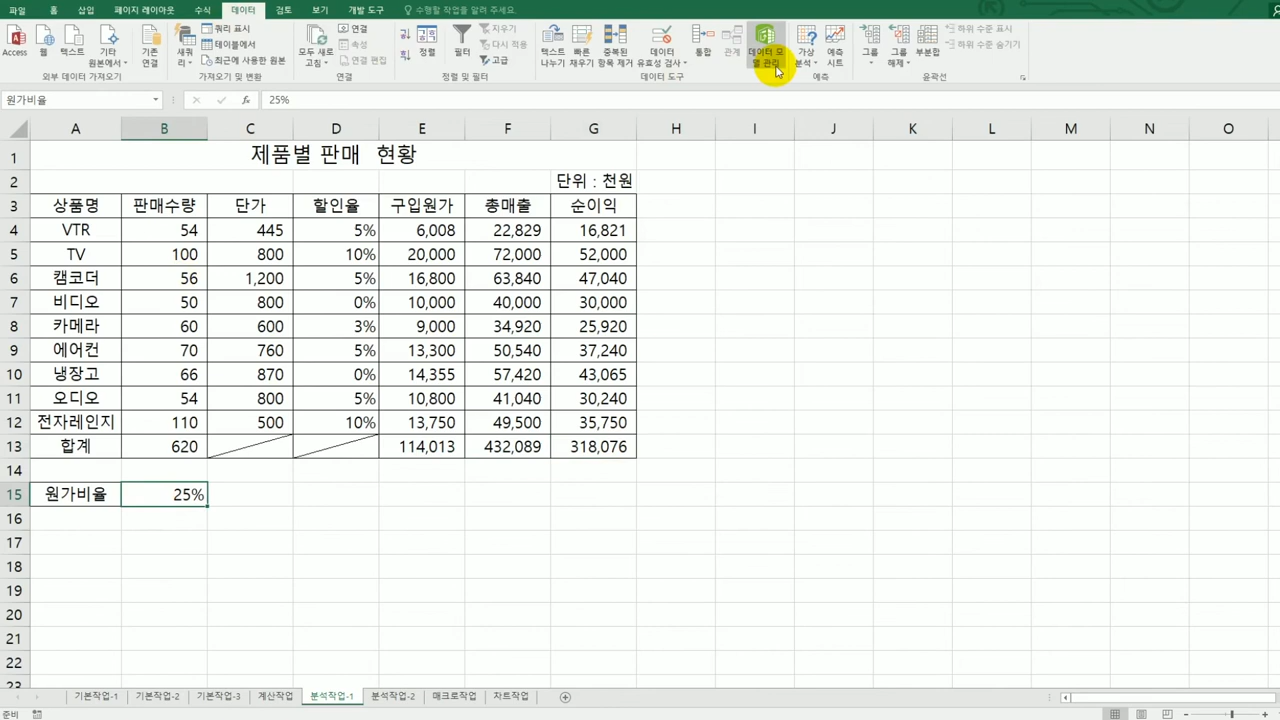 파일 홈 삽입 페이지 레이아웃 수식 데이터 검토 보기 개발 도구 수행할 작업을 알려 주세요.
Access 웹 텍스트 기타 원본에서 기존 연결 새 쿼리 쿼리 표시 테이블에서 최근에 사용한 원본 모두 새로 고침 연결 속성 연결 편집 정렬 필터 지우기 다시 적용 고급 텍스트 나누기 빠른 채우기 중복된 항목 제거 데이터 유효성 검사 통합 관계 데이터 모델 관리 가상 분석 예측 시트 그룹 그룹 해제 부분합 하위 수준 표시 하위 수준 숨기기
외부 데이터 가져오기 가져오기 및 변환 연결 정렬 및 필터 데이터 도구 예측 윤곽선
원가비율 fx 25%
A B C D E F G H I J K L M N O
1 제품별 판매 현황
2 단위 : 천원
3 상품명 판매수량 단가 할인율 구입원가 총매출 순이익
4 VTR 54 445 5% 6,008 22,829 16,821
5 TV 100 800 10% 20,000 72,000 52,000
6 캠코더 56 1,200 5% 16,800 63,840 47,040
7 비디오 50 800 0% 10,000 40,000 30,000
8 카메라 60 600 3% 9,000 34,920 25,920
9 에어컨 70 760 5% 13,300 50,540 37,240
10 냉장고 66 870 0% 14,355 57,420 43,065
11 오디오 54 800 5% 10,800 41,040 30,240
12 전자레인지 110 500 10% 13,750 49,500 35,750
13 합계 620 114,013 432,089 318,076
14
15 원가비율 25%
16
17
18
19
20
21
22
23
기본작업-1 기본작업-2 기본작업-3 계산작업 분석작업-1 분석작업-2 매크로작업 차트작업
준비